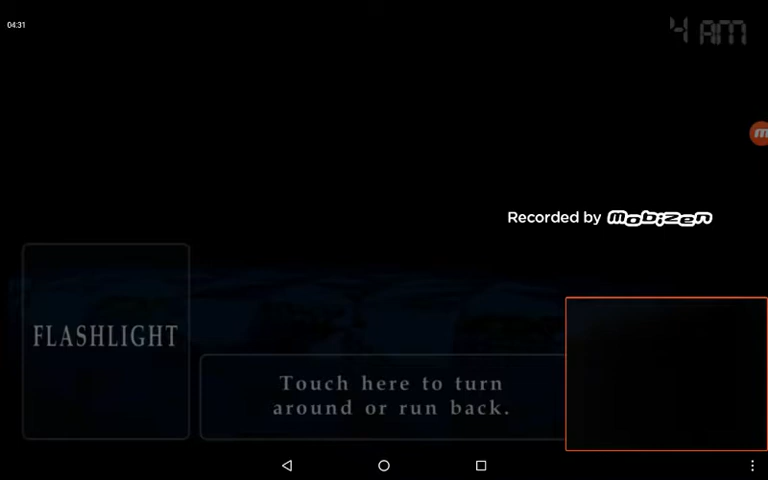 04:31
4 AM
Recorded by Mobizen
FLASHLIGHT
Touch here to turn
around or run back.